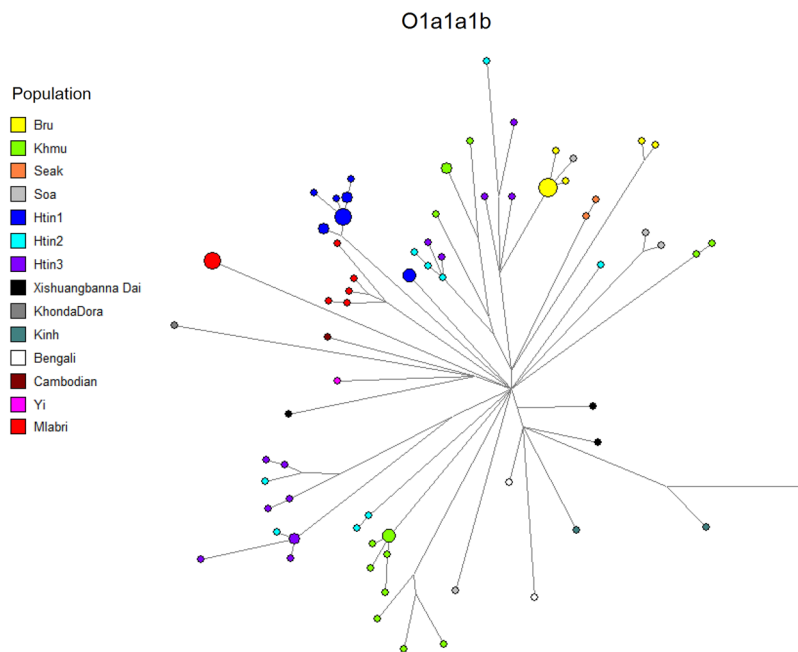 O1a1a1b
Population
Bru
Khmu
Seak
Soa
Htin1
Htin2
Htin3
Xishuangbanna Dai
KhondaDora
Kinh
Bengali
Cambodian
Yi
Mlabri